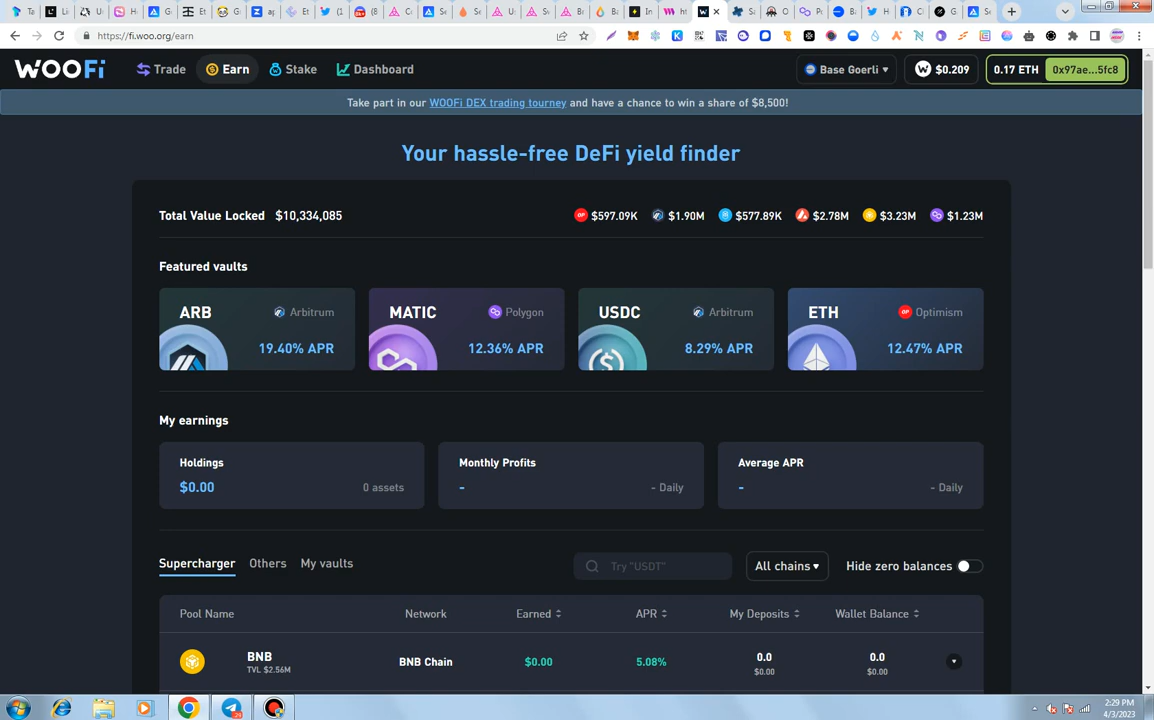 https://fi.woo.org/earn
WOOFi Trade Earn Stake Dashboard Base Goerli ▾ $0.209 0.17 ETH 0x97ae...5fc8
Take part in our WOOFi DEX trading tourney and have a chance to win a share of $8,500!
Your hassle-free DeFi yield finder
Total Value Locked $10,334,085 $597.09K $1.90M $577.89K $2.78M $3.23M $1.23M
Featured vaults
ARB Arbitrum MATIC Polygon USDC Arbitrum ETH Optimism
19.40% APR 12.36% APR 8.29% APR 12.47% APR
My earnings
Holdings Monthly Profits Average APR
$0.00 0 assets - - Daily - - Daily
Supercharger Others My vaults Try "USDT" All chains ▾ Hide zero balances
Pool Name Network Earned APR My Deposits Wallet Balance
BNB BNB Chain $0.00 5.08% 0.0 0.0
TVL $2.56M $0.00 $0.00
2:29 PM
4/3/2023